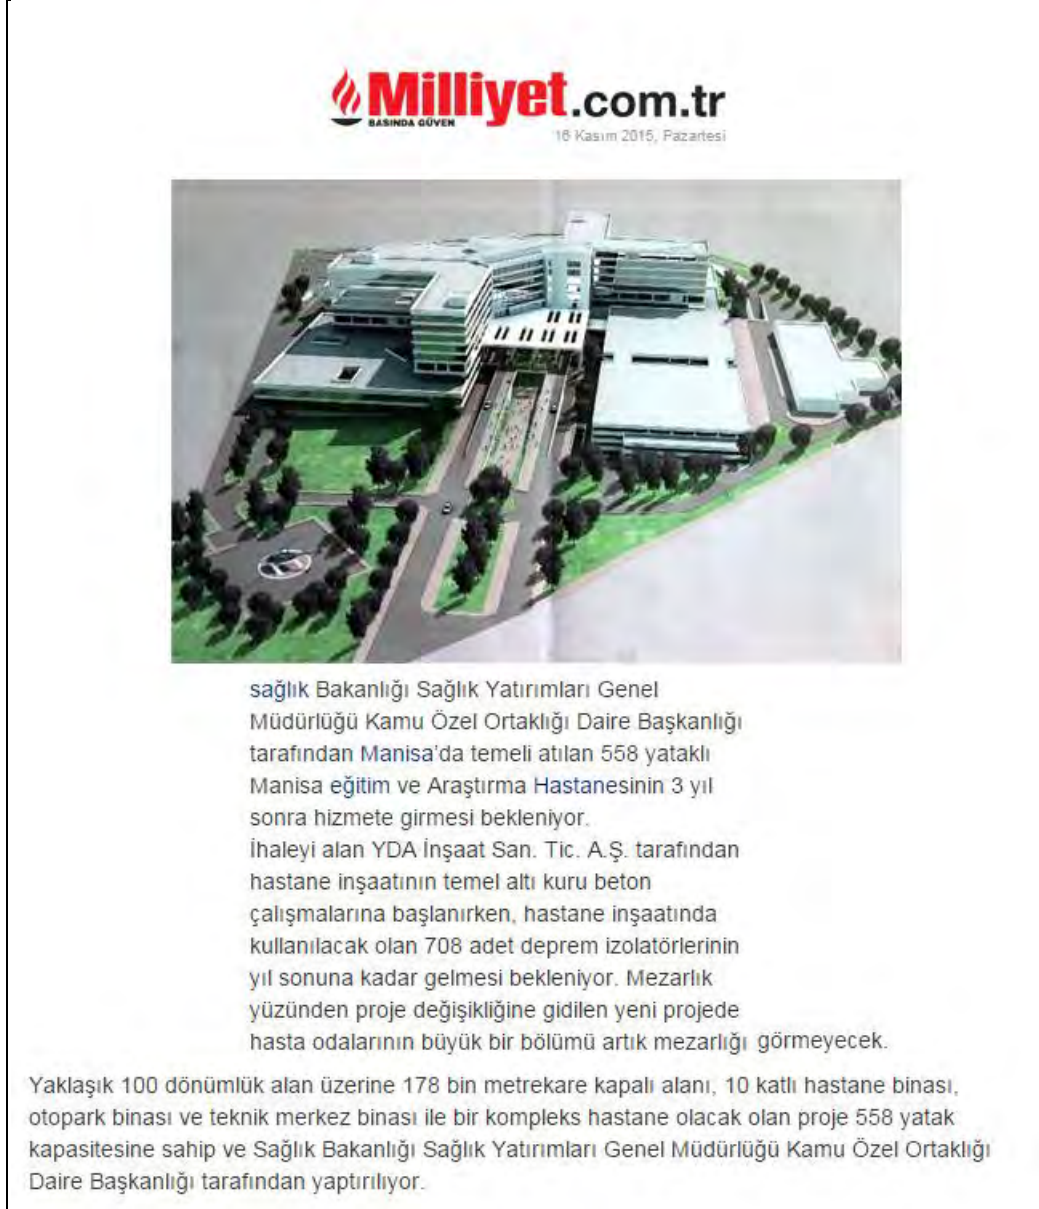 Milliyet.com.tr
BASINDA GÜVEN
16 Kasım 2015, Pazartesi
sağlık Bakanlığı Sağlık Yatırımları Genel
Müdürlüğü Kamu Özel Ortaklığı Daire Başkanlığı
tarafından Manisa'da temeli atılan 558 yataklı
Manisa eğitim ve Araştırma Hastanesinin 3 yıl
sonra hizmete girmesi bekleniyor.
İhaleyi alan YDA İnşaat San. Tic. A.Ş. tarafından
hastane inşaatının temel altı kuru beton
çalışmalarına başlanırken, hastane inşaatında
kullanılacak olan 708 adet deprem izolatörlerinin
yıl sonuna kadar gelmesi bekleniyor. Mezarlık
yüzünden proje değişikliğine gidilen yeni projede
hasta odalarının büyük bir bölümü artık mezarlığı görmeyecek.
Yaklaşık 100 dönümlük alan üzerine 178 bin metrekare kapalı alanı, 10 katlı hastane binası,
otopark binası ve teknik merkez binası ile bir kompleks hastane olacak olan proje 558 yatak
kapasitesine sahip ve Sağlık Bakanlığı Sağlık Yatırımları Genel Müdürlüğü Kamu Özel Ortaklığı
Daire Başkanlığı tarafından yaptırılıyor.